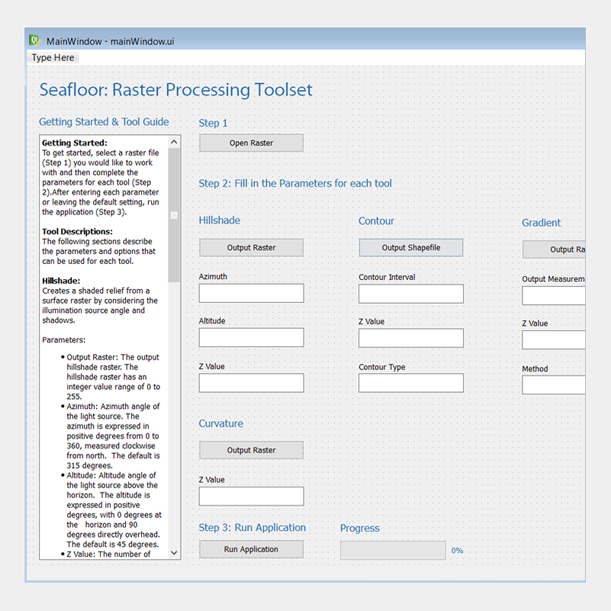 MainWindow - mainWindow.ui
Type Here
Seafloor: Raster Processing Toolset
Getting Started & Tool Guide
Getting Started:
To get started, select a raster file
(Step 1) you would like to work
with and then complete the
parameters for each tool (Step
2).After entering each parameter
or leaving the default setting, run
the application (Step 3).
Tool Descriptions:
The following sections describe
the parameters and options that
can be used for each tool.
Hillshade:
Creates a shaded relief from a
surface raster by considering the
illumination source angle and
shadows.
Parameters:
• Output Raster: The output
hillshade raster. The
hillshade raster has an
integer value range of 0 to
255.
• Azimuth: Azimuth angle of
the light source. The
azimuth is expressed in
positive degrees from 0 to
360, measured clockwise
from north. The default is
315 degrees.
• Altitude: Altitude angle of
the light source above the
horizon. The altitude is
expressed in positive
degrees, with 0 degrees at
the horizon and 90
degrees directly overhead.
The default is 45 degrees.
• Z Value: The number of
Step 1
Open Raster
Step 2: Fill in the Parameters for each tool
Hillshade
Output Raster
Azimuth
Altitude
Z Value
Contour
Output Shapefile
Contour Interval
Z Value
Contour Type
Gradient
Output Ra
Output Measurem
Z Value
Method
Curvature
Output Raster
Z Value
Step 3: Run Application
Run Application
Progress
0%